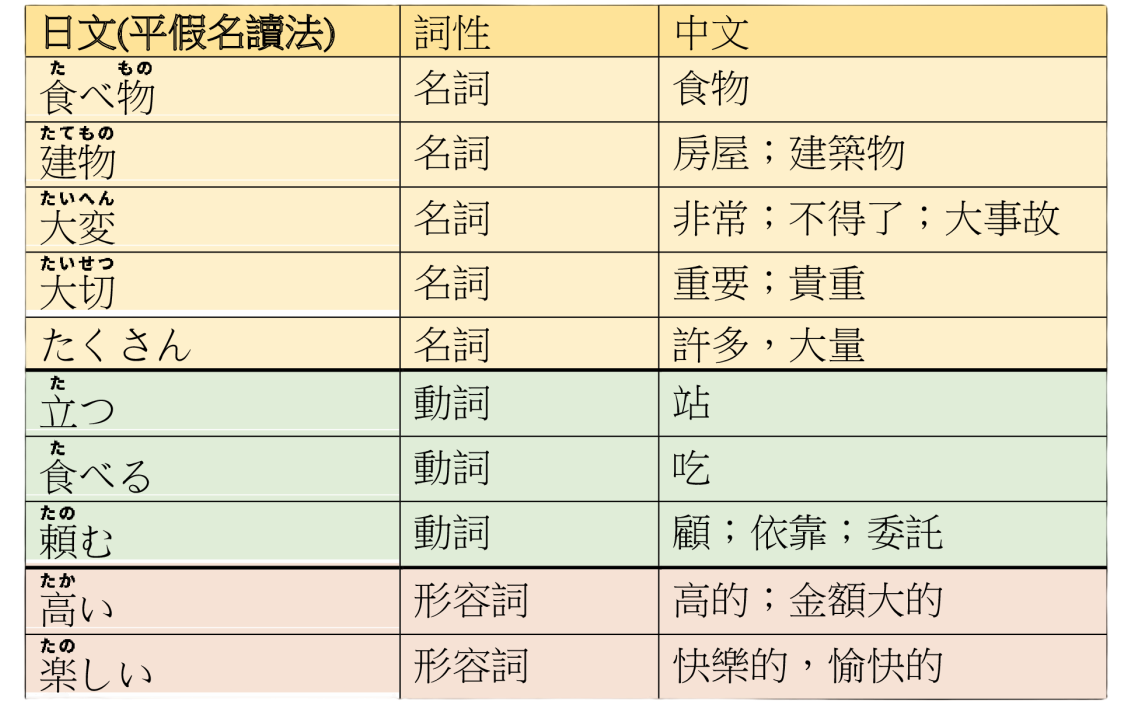 日文(平假名讀法) 詞性 中文
た もの
食べ物 名詞 食物
たてもの
建物 名詞 房屋；建築物
たいへん
大変 名詞 非常；不得了；大事故
たいせつ
大切 名詞 重要；貴重
たくさん 名詞 許多，大量
た
立つ 動詞 站
た
食べる 動詞 吃
たの
頼む 動詞 顧；依靠；委託
たか
高い 形容詞 高的；金額大的
たの
楽しい 形容詞 快樂的，愉快的